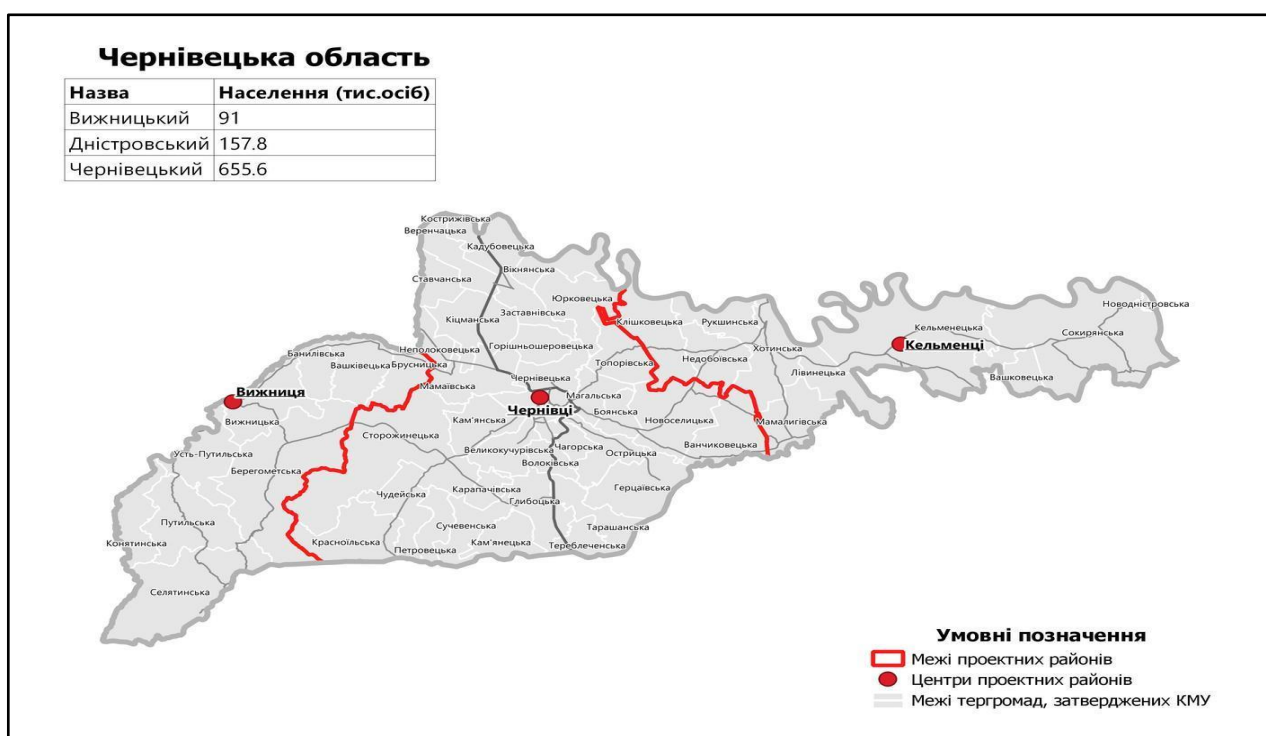 Чернівецька область
Назва Населення (тис.осіб)
Вижницький 91
Дністровський 157.8
Чернівецький 655.6
Кострижівська
Веренчацька
Кадубовецька
Вікнянська
Ставчанська
Юрковецька
Заставнівська
Кіцманська
Клішковецька
Рукшинська
Новодністровська
Кельменецька
Сокирянська
Кельменці
Горішньошеровецька
Хотинська
Неполоковецька
Банилівська
Вашківецька
Брусницька
Топорівська
Недобоївська
Лівинецька
Вашковецька
Мамаївська
Чернівецька
Вижниця
Магальська
Чернівці
Боянська
Вижницька
Кам'янська
Новоселицька
Мамалигівська
Сторожинецька
Ванчиковецька
Усть-Путильська
Великокучурівська
Чагорська
Острицька
Волоківська
Берегометська
Чудейська
Карапачівська
Герцаївська
Глибоцька
Путильська
Сучевенська
Тарашанська
Конятинська
Красноїльська
Петровецька
Кам'янецька
Тереблеченська
Селятинська
Умовні позначення
Межі проектних районів
Центри проектних районів
Межі тергромад, затверджених КМУ